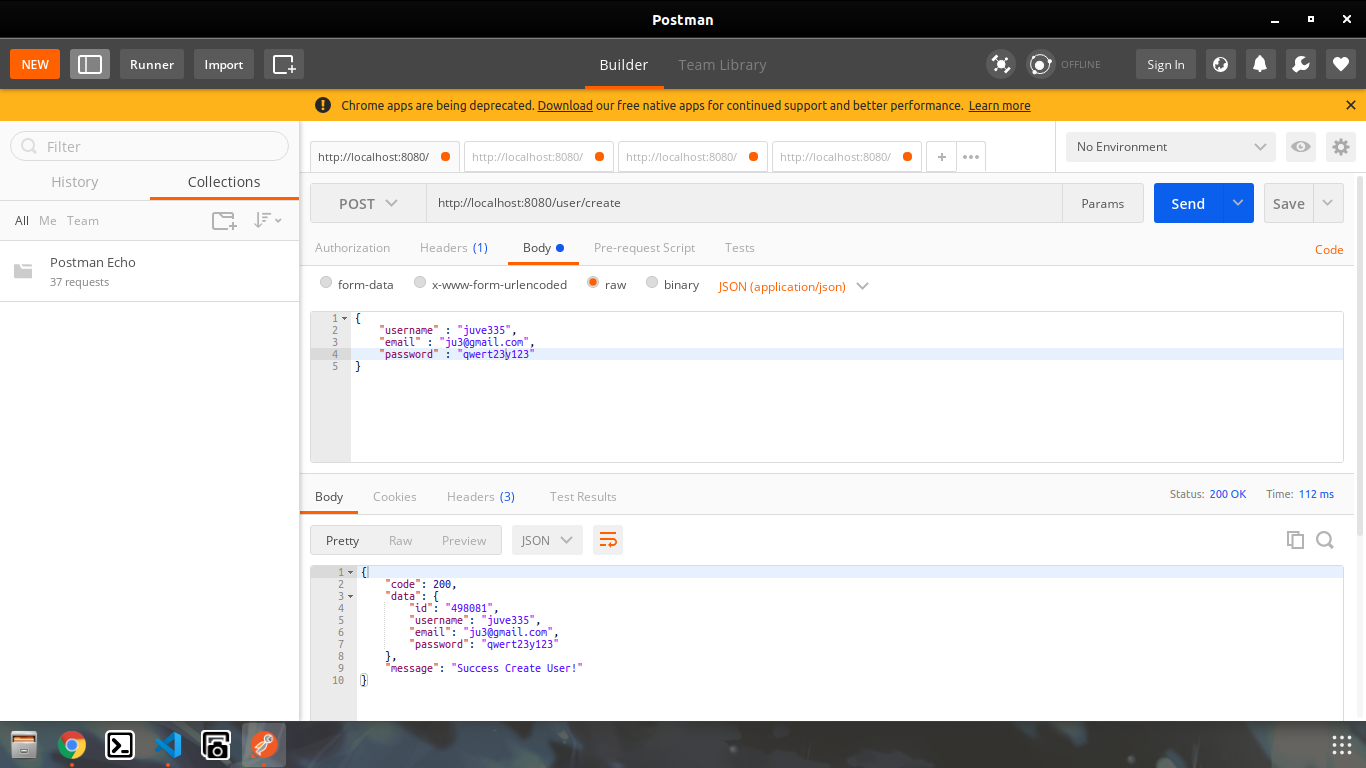 Postman
NEW Runner Import Builder Team Library OFFLINE Sign In
Chrome apps are being deprecated. Download our free native apps for continued support and better performance. Learn more
Filter
History Collections
All Me Team
Postman Echo
37 requests
http://localhost:8080/ http://localhost:8080/ http://localhost:8080/ http://localhost:8080/ + ••• No Environment
POST http://localhost:8080/user/create Params Send Save
Authorization Headers (1) Body Pre-request Script Tests Code
form-data x-www-form-urlencoded raw binary JSON (application/json)
1 {
2 "username" : "juve335",
3 "email" : "ju3@gmail.com",
4 "password" : "qwert23y123"
5 }
Body Cookies Headers (3) Test Results Status: 200 OK Time: 112 ms
Pretty Raw Preview JSON
1 {
2 "code": 200,
3 "data": {
4 "id": "498081",
5 "username": "juve335",
6 "email": "ju3@gmail.com",
7 "password": "qwert23y123"
8 },
9 "message": "Success Create User!"
10 }